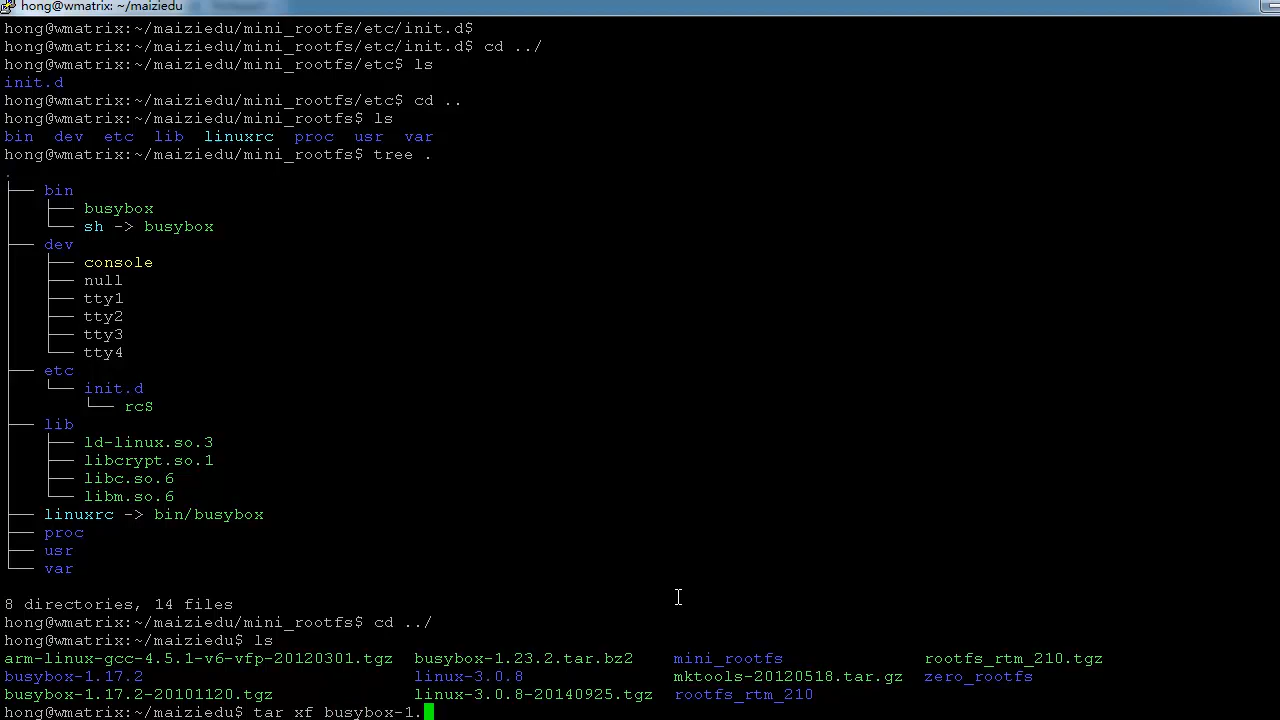 hong@wmatrix: ~/maiziedu
hong@wmatrix:~/maiziedu/mini_rootfs/etc/init.d$
hong@wmatrix:~/maiziedu/mini_rootfs/etc/init.d$ cd ../
hong@wmatrix:~/maiziedu/mini_rootfs/etc$ ls
init.d
hong@wmatrix:~/maiziedu/mini_rootfs/etc$ cd ..
hong@wmatrix:~/maiziedu/mini_rootfs$ ls
bin  dev  etc  lib  linuxrc  proc  usr  var
hong@wmatrix:~/maiziedu/mini_rootfs$ tree .
.
├── bin
│   ├── busybox
│   └── sh -> busybox
├── dev
│   ├── console
│   ├── null
│   ├── tty1
│   ├── tty2
│   ├── tty3
│   └── tty4
├── etc
│   └── init.d
│       └── rcS
├── lib
│   ├── ld-linux.so.3
│   ├── libcrypt.so.1
│   ├── libc.so.6
│   └── libm.so.6
├── linuxrc -> bin/busybox
├── proc
├── usr
└── var
8 directories, 14 files
hong@wmatrix:~/maiziedu/mini_rootfs$ cd ../
hong@wmatrix:~/maiziedu$ ls
arm-linux-gcc-4.5.1-v6-vfp-20120301.tgz  busybox-1.23.2.tar.bz2  mini_rootfs  rootfs_rtm_210.tgz
busybox-1.17.2  linux-3.0.8  mktools-20120518.tar.gz  zero_rootfs
busybox-1.17.2-20101120.tgz  linux-3.0.8-20140925.tgz  rootfs_rtm_210
hong@wmatrix:~/maiziedu$ tar xf busybox-1.